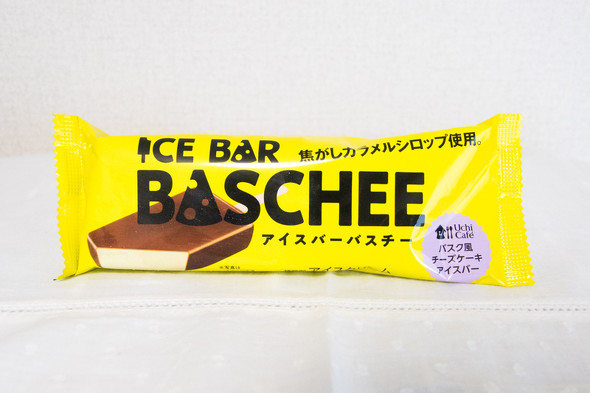 ICE BAR
焦がしカラメルシロップ使用。
BASCHEE
アイスバーバスチー
Uchi
Café
バスク風
チーズケーキ
アイスバー